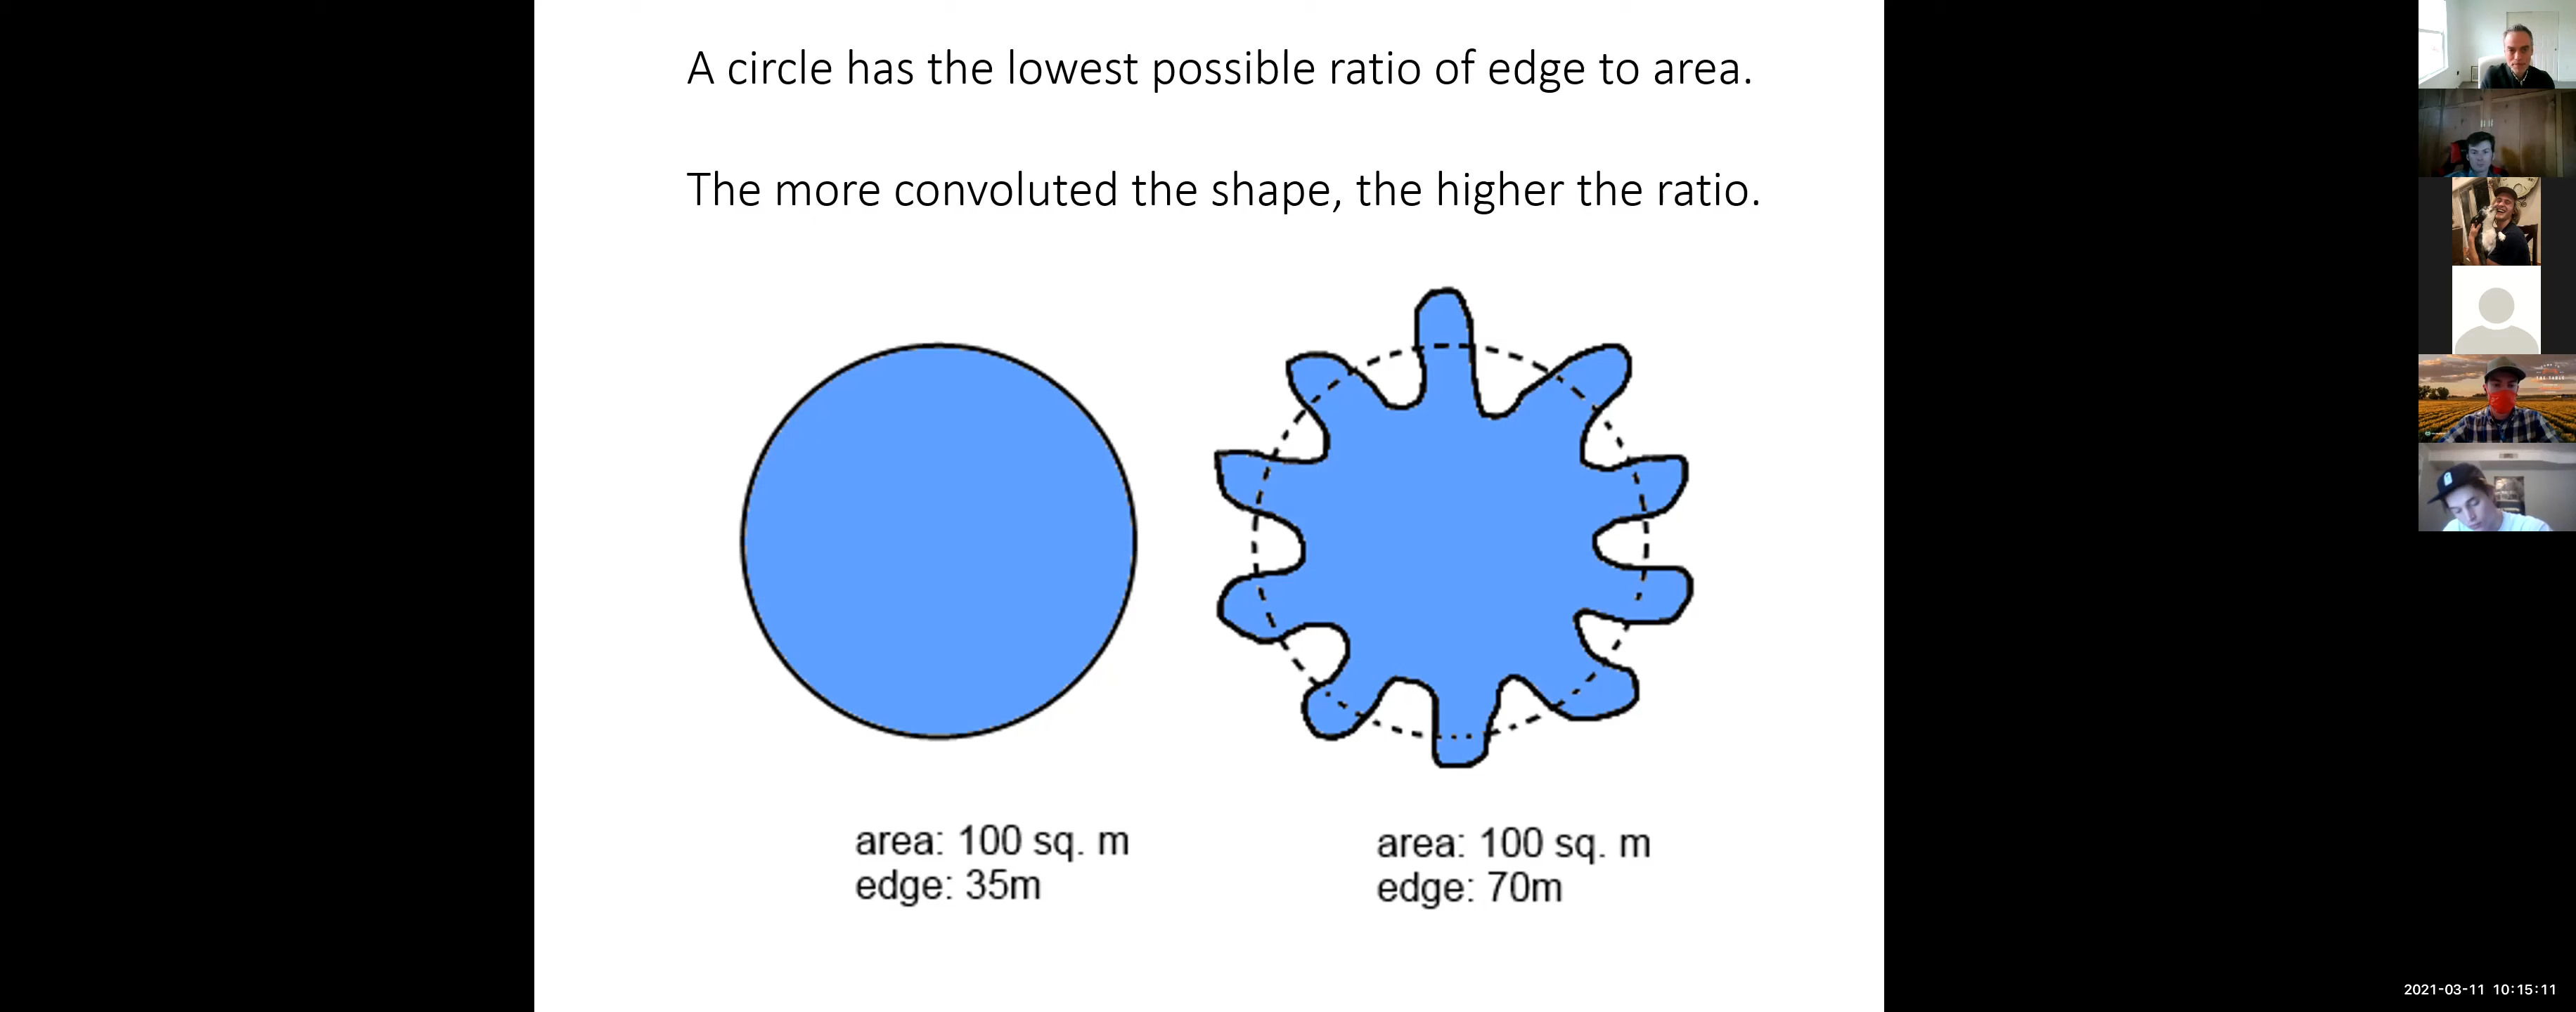 A circle has the lowest possible ratio of edge to area.
The more convoluted the shape, the higher the ratio.
area: 100 sq. m
edge: 35m
area: 100 sq. m
edge: 70m
2021-03-11 10:15:11